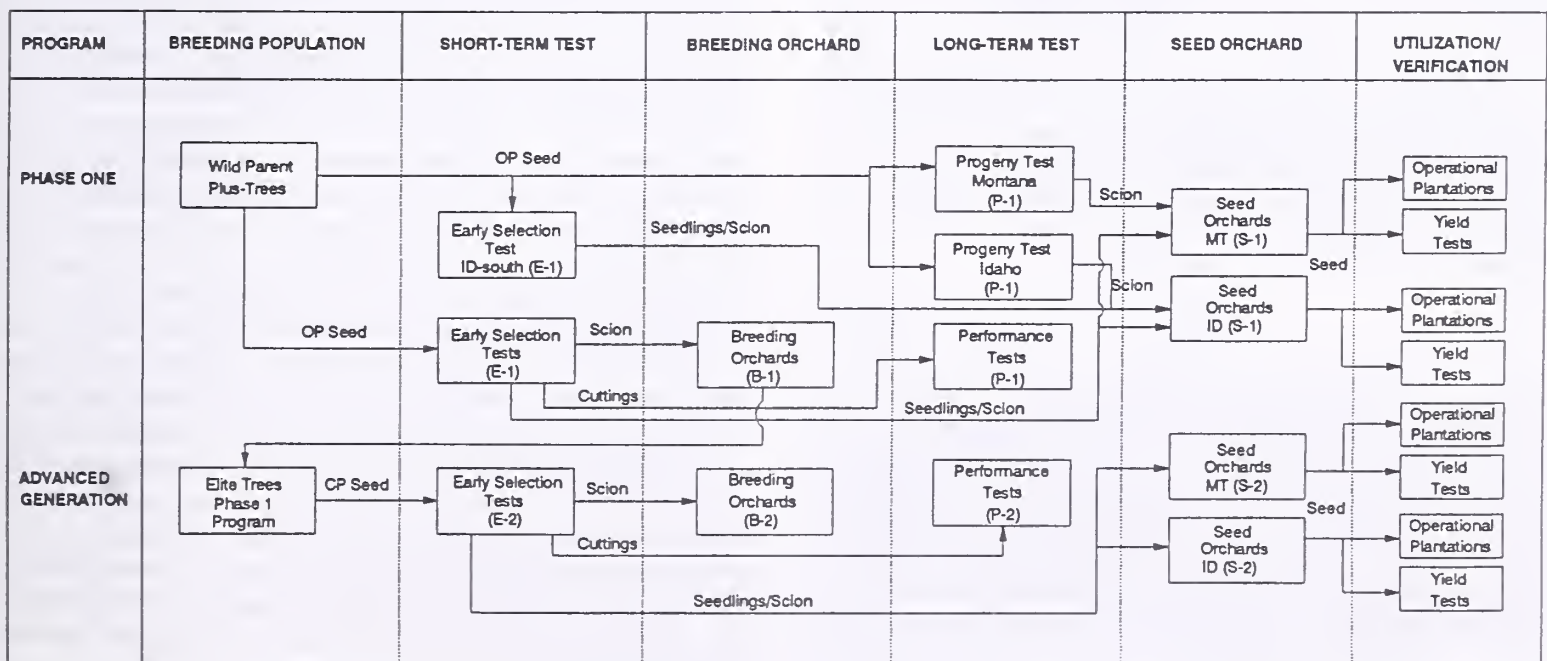 PROGRAM
BREEDING POPULATION
SHORT-TERM TEST
BREEDING ORCHARD
LONG-TERM TEST
SEED ORCHARD
UTILIZATION/
VERIFICATION
PHASE ONE
Wild Parent
Plus-Trees
OP Seed
Early Selection
Test
ID-south (E-1)
Seedlings/Scion
Progeny Test
Montana
(P-1)
Scion
Progeny Test
Idaho
(P-1)
Scion
Seed
Orchards
MT (S-1)
Seed
Seed
Orchards
ID (S-1)
Operational
Plantations
Yield
Tests
Operational
Plantations
Yield
Tests
OP Seed
Early Selection
Tests
(E-1)
Scion
Cuttings
Breeding
Orchards
(B-1)
Performance
Tests
(P-1)
Seedlings/Scion
ADVANCED
GENERATION
Elite Trees
Phase 1
Program
CP Seed
Early Selection
Tests
(E-2)
Scion
Cuttings
Breeding
Orchards
(B-2)
Performance
Tests
(P-2)
Seedlings/Scion
Seed
Orchards
MT (S-2)
Seed
Seed
Orchards
ID (S-2)
Operational
Plantations
Yield
Tests
Operational
Plantations
Yield
Tests